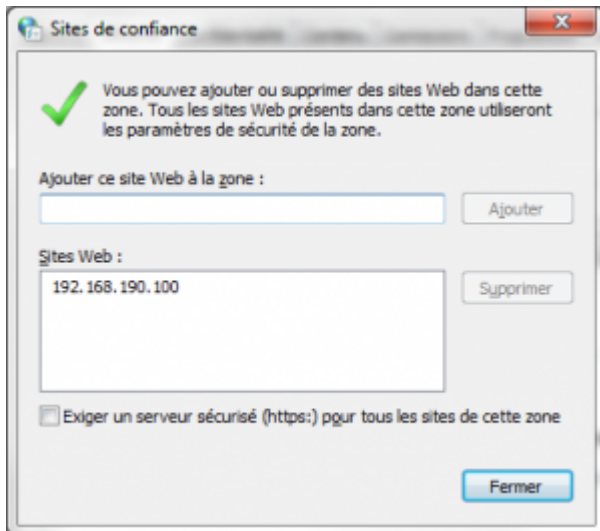 Sites de confiance
Vous pouvez ajouter ou supprimer des sites Web dans cette
zone. Tous les sites Web présents dans cette zone utiliseront
les paramètres de sécurité de la zone.
Ajouter ce site Web à la zone :
Ajouter
Sites Web :
192.168.190.100
Supprimer
Exiger un serveur sécurisé (https:) pour tous les sites de cette zone
Fermer